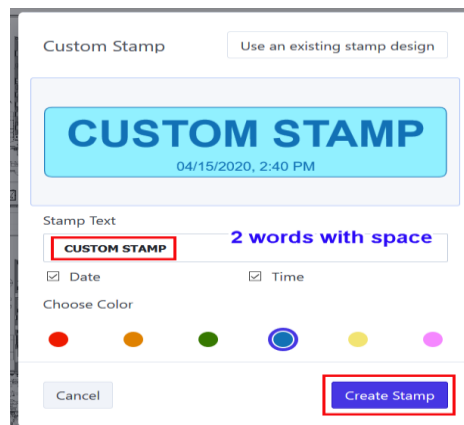 Custom Stamp Use an existing stamp design
CUSTOM STAMP
04/15/2020, 2:40 PM
Stamp Text
CUSTOM STAMP 2 words with space
Date Time
Choose Color
Cancel Create Stamp